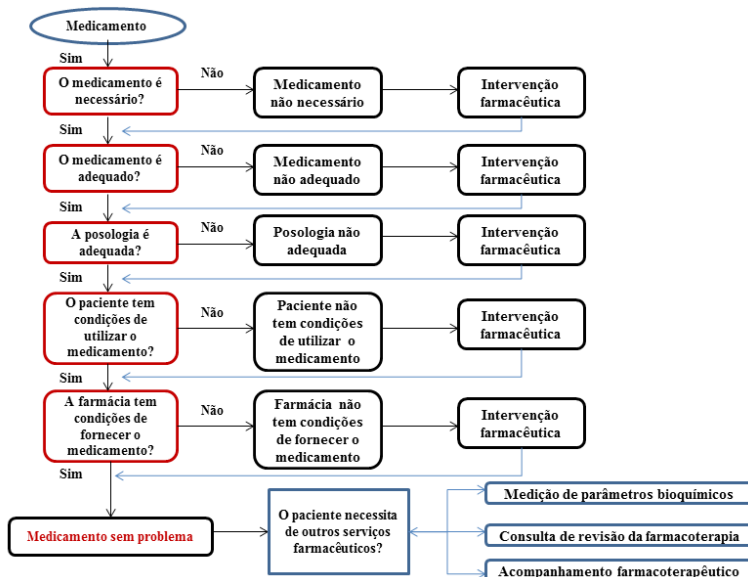 Medicamento
Sim
O medicamento é
necessário?
Não
Medicamento
não necessário
Intervenção
farmacêutica
Sim
O medicamento é
adequado?
Não
Medicamento
não adequado
Intervenção
farmacêutica
Sim
A posologia é
adequada?
Não
Posologia não
adequada
Intervenção
farmacêutica
Sim
O paciente tem
condições de
utilizar o
medicamento?
Não
Paciente não
tem condições
de utilizar o
medicamento
Intervenção
farmacêutica
Sim
A farmácia tem
condições de
fornecer o
medicamento?
Não
Farmácia não
tem condições
de fornecer o
medicamento
Intervenção
farmacêutica
Sim
Medicamento sem problema
O paciente necessita
de outros serviços
farmacêuticos?
Medição de parâmetros bioquímicos
Consulta de revisão da farmacoterapia
Acompanhamento farmacoterapêutico